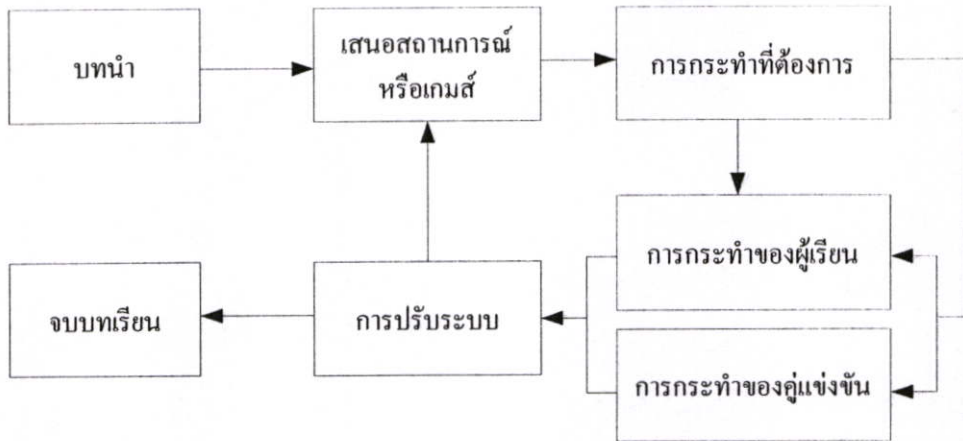 บทนำ
เสนอสถานการณ์
หรือเกมส์
การกระทำที่ต้องการ
การกระทำของผู้เรียน
จบบทเรียน
การปรับระบบ
การกระทำของคู่แข่งขัน